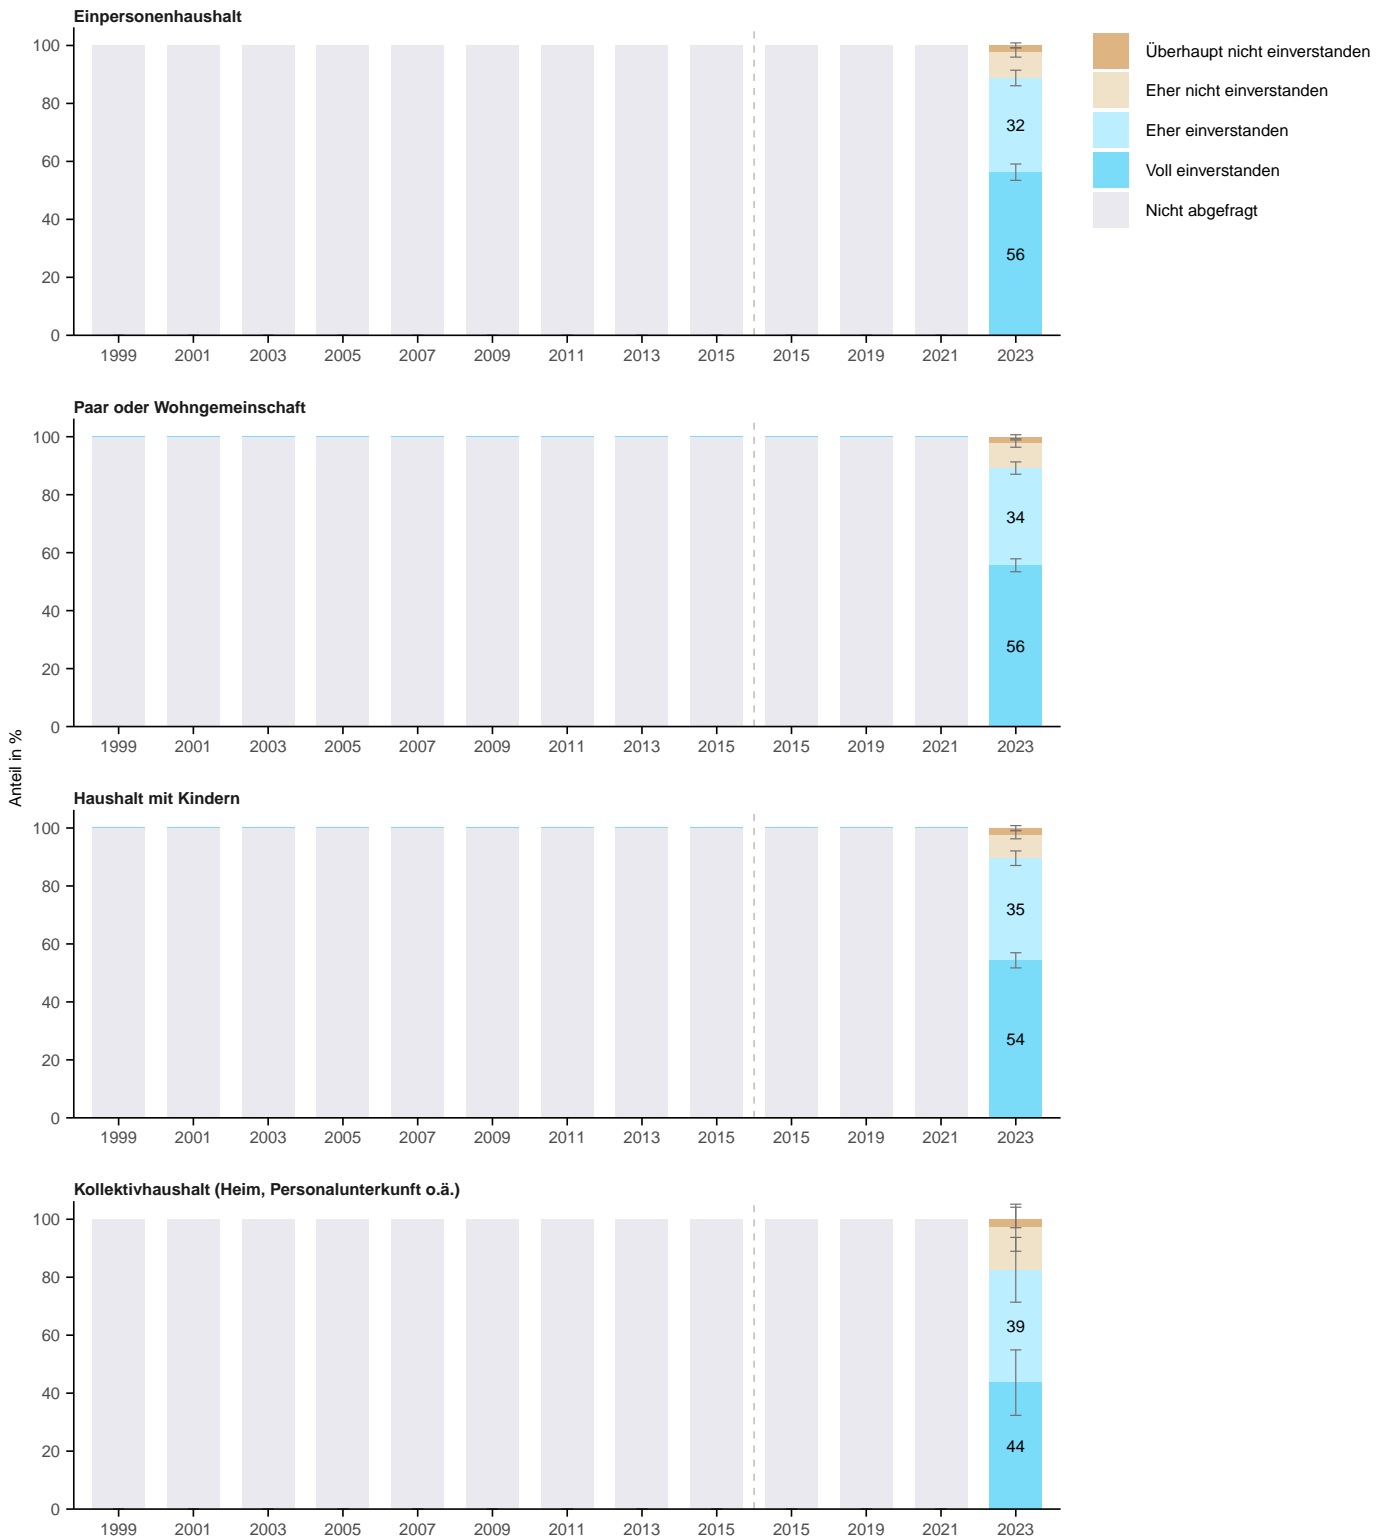 Einpersonenhaushalt
100
80
60
40
20
0
32
56
1999 2001 2003 2005 2007 2009 2011 2013 2015 2015 2019 2021 2023
Überhaupt nicht einverstanden
Eher nicht einverstanden
Eher einverstanden
Voll einverstanden
Nicht abgefragt
Paar oder Wohngemeinschaft
100
80
60
40
20
0
34
56
1999 2001 2003 2005 2007 2009 2011 2013 2015 2015 2019 2021 2023
Anteil in %
Haushalt mit Kindern
100
80
60
40
20
0
35
54
1999 2001 2003 2005 2007 2009 2011 2013 2015 2015 2019 2021 2023
Kollektivhaushalt (Heim, Personalunterkunft o.ä.)
100
80
60
40
20
0
39
44
1999 2001 2003 2005 2007 2009 2011 2013 2015 2015 2019 2021 2023